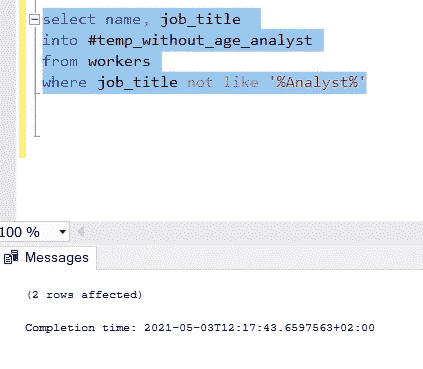 select name, job_title
into #temp_without_age_analyst
from workers
where job_title not like '%Analyst%'
100 %
Messages
(2 rows affected)
Completion time: 2021-05-03T12:17:43.6597563+02:00